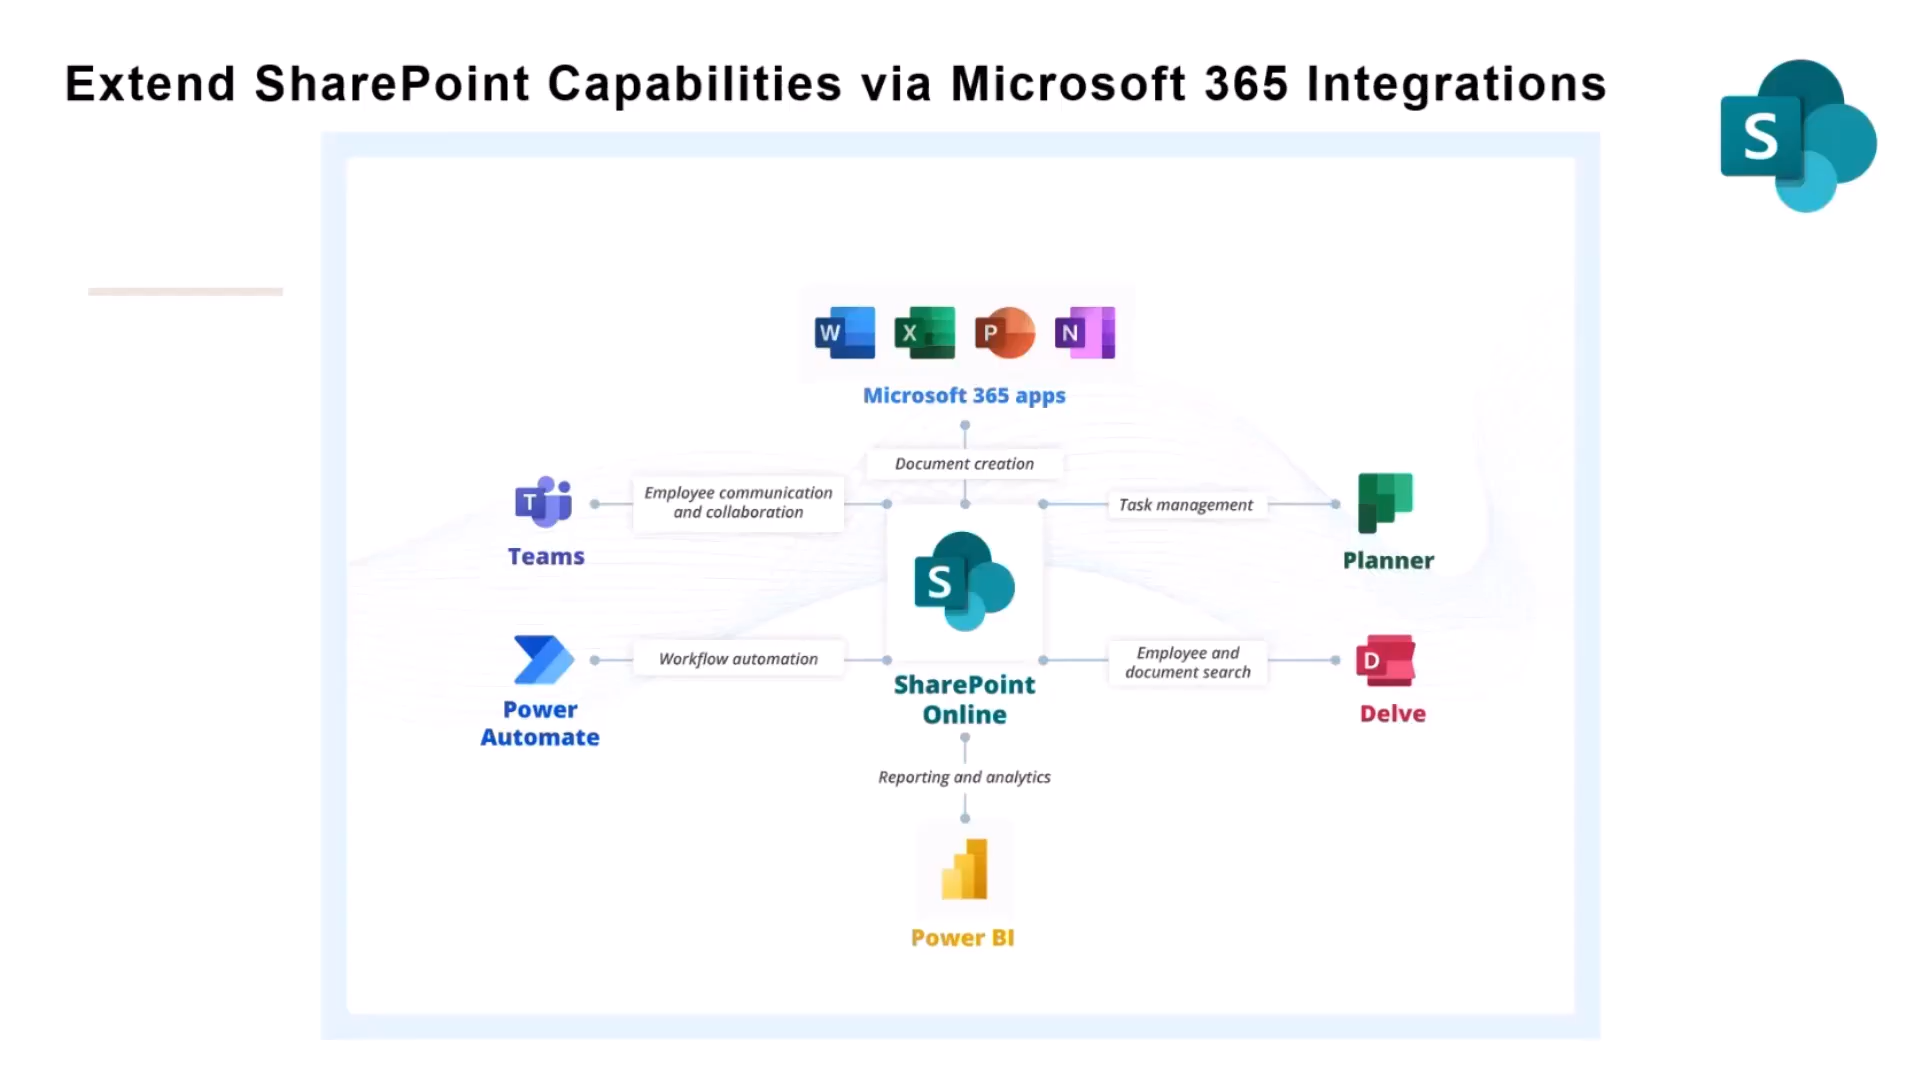 Extend SharePoint Capabilities via Microsoft 365 Integrations
S
W X P N
Microsoft 365 apps
Document creation
T
Teams
Employee communication
and collaboration
Task management
Planner
S
SharePoint
Online
Power
Automate
Workflow automation
Employee and
document search
D
Delve
Reporting and analytics
Power BI